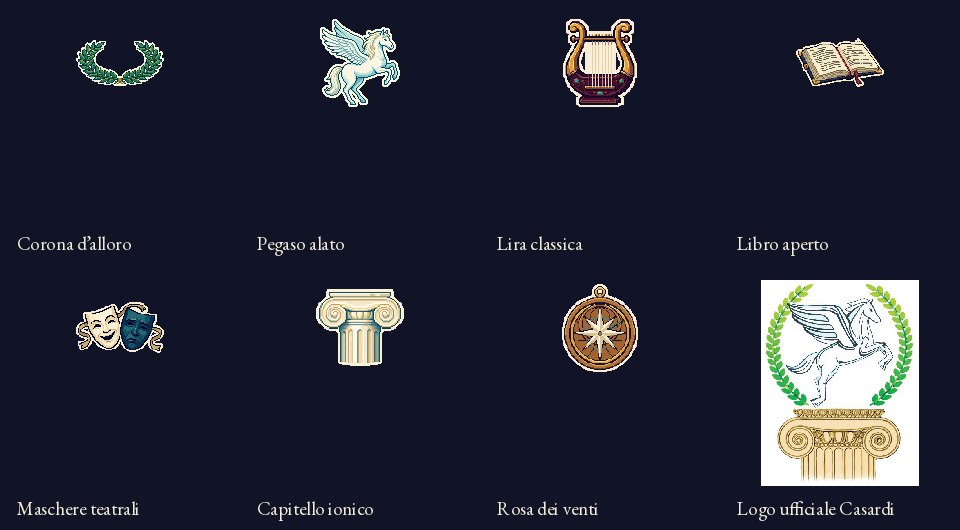 Corona d’alloro
Pegaso alato
Lira classica
Libro aperto
Maschere teatrali
Capitello ionico
Rosa dei venti
Logo ufficiale Casardi